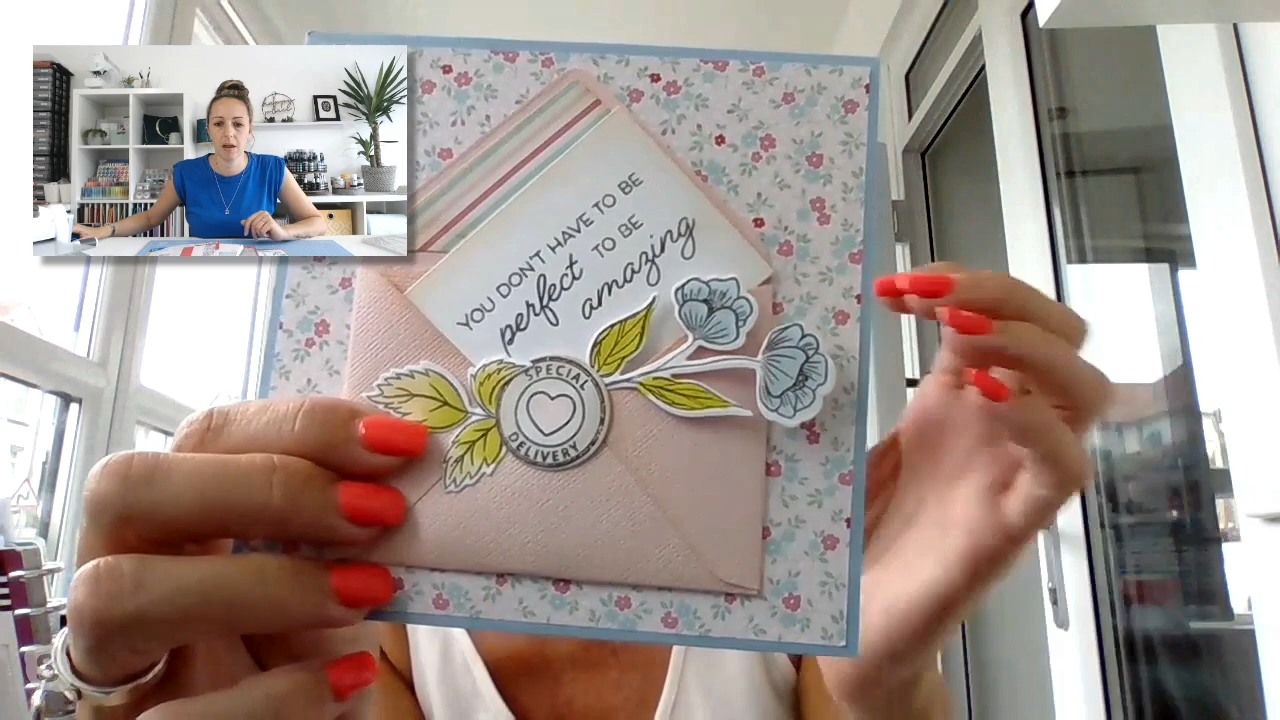 YOU DON'T HAVE TO BE
perfect TO BE
amazing
SPECIAL
DELIVERY